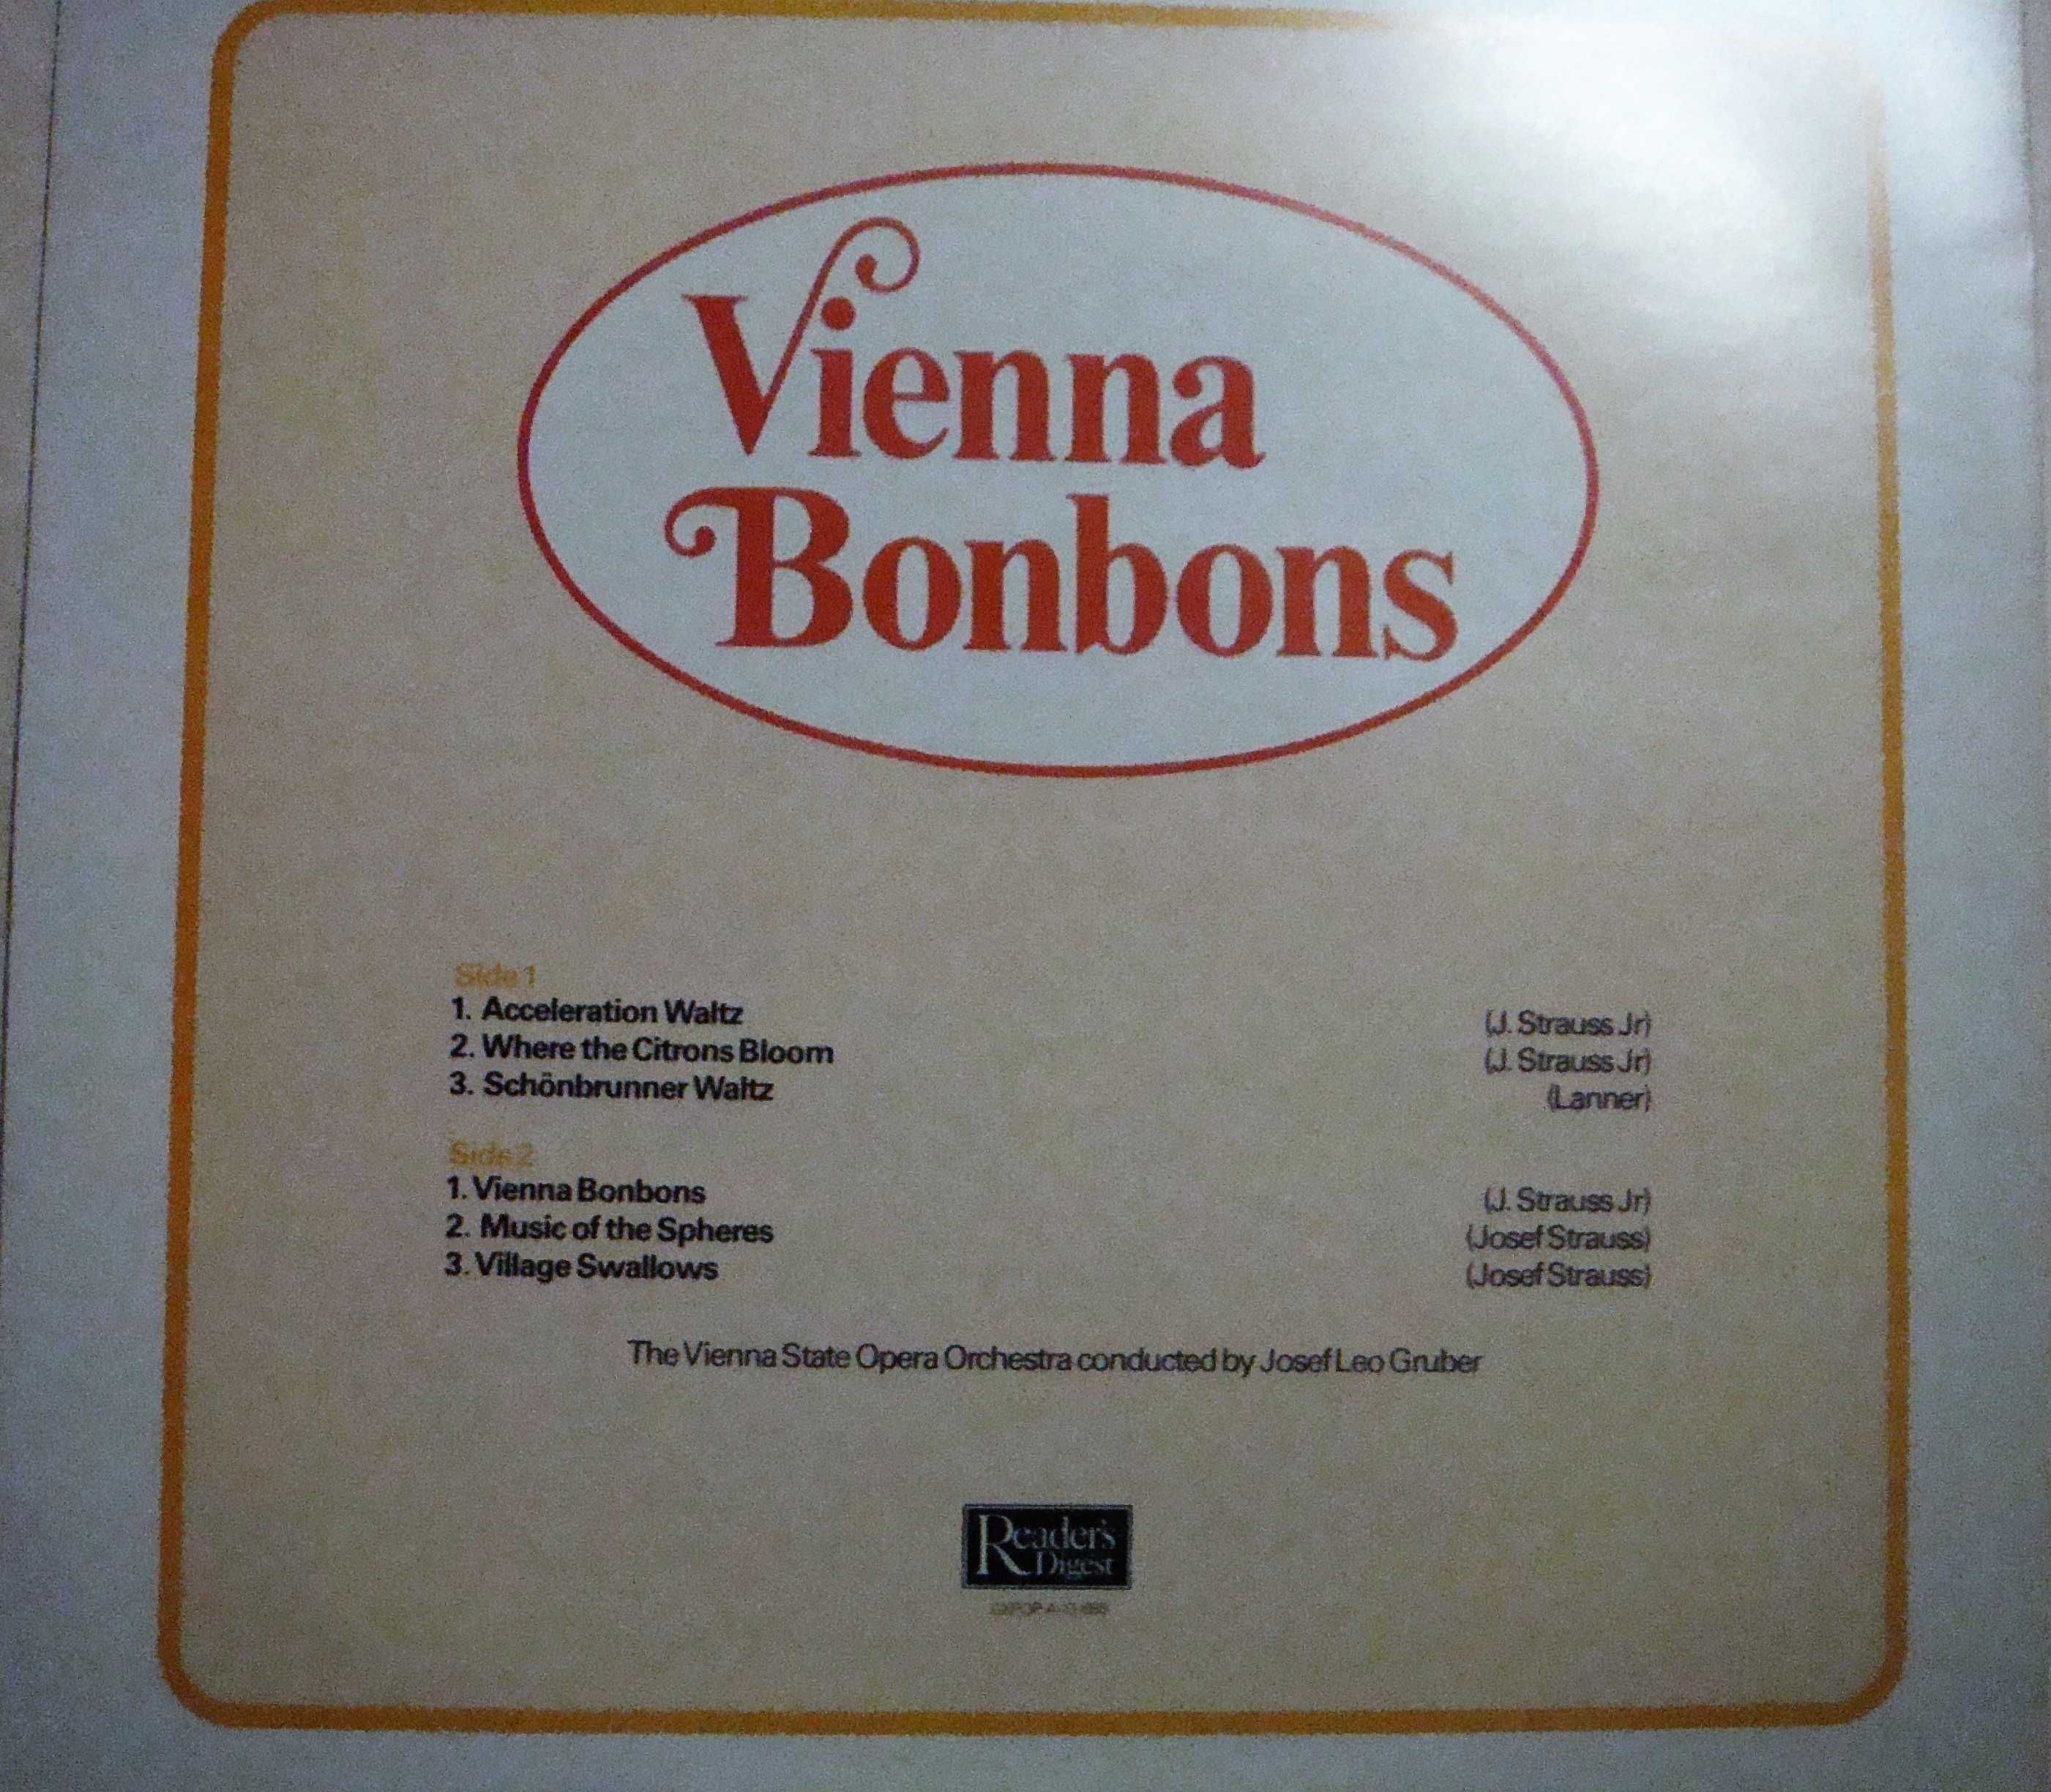 Vienna
Bonbons
Side 1
1. Acceleration Waltz (J. Strauss Jr)
2. Where the Citrons Bloom (J. Strauss Jr)
3. Schönbrunner Waltz (Lanner)
Side 2
1. Vienna Bonbons (J. Strauss Jr)
2. Music of the Spheres (Josef Strauss)
3. Village Swallows (Josef Strauss)
The Vienna State Opera Orchestra conducted by Josef Leo Gruber
Reader's
Digest